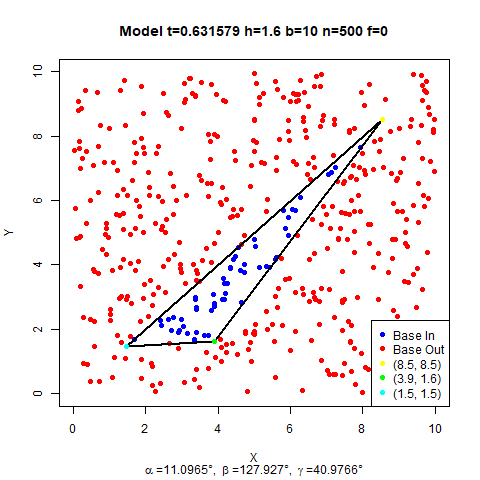 Model t=0.631579 h=1.6 b=10 n=500 f=0
10
8
6
4
2
0
Y
Base In
Base Out
(8.5, 8.5)
(3.9, 1.6)
(1.5, 1.5)
0 2 4 6 8 10
X
α=11.0965°, β=127.927°, γ=40.9766°